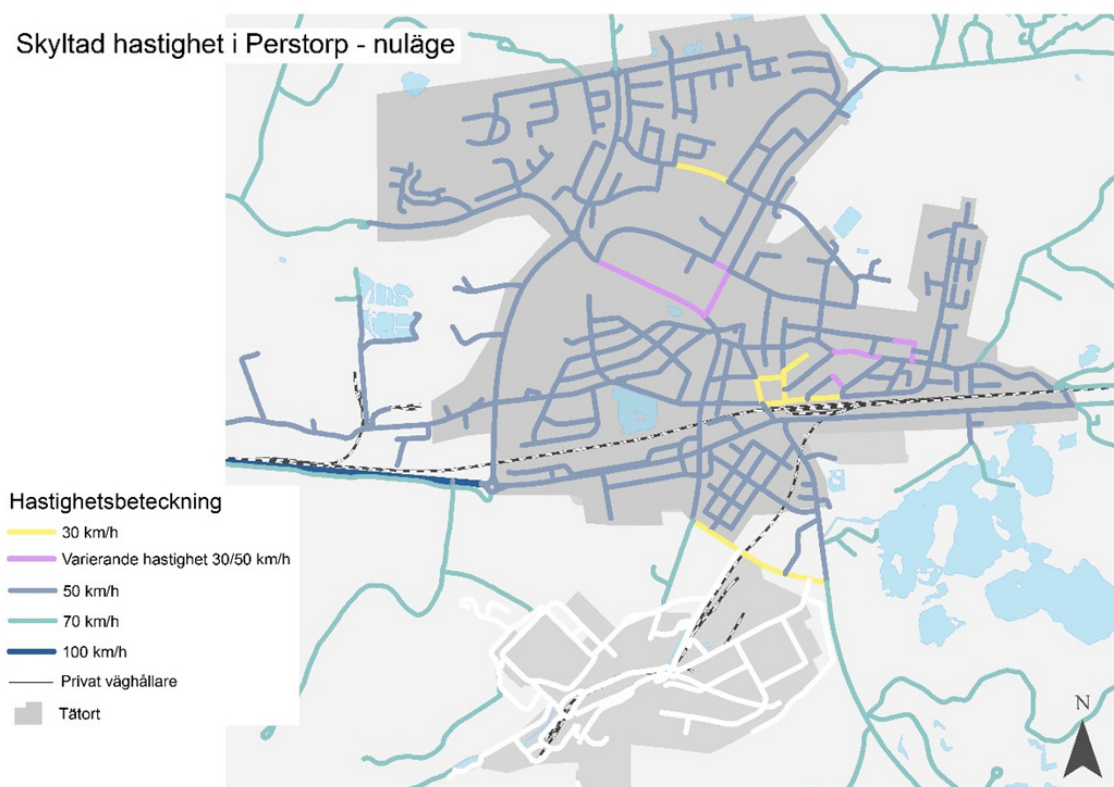 Skyltad hastighet i Perstorp - nuläge
Hastighetsbeteckning
30 km/h
Varierande hastighet 30/50 km/h
50 km/h
70 km/h
100 km/h
Privat väghållare
Tätort
N